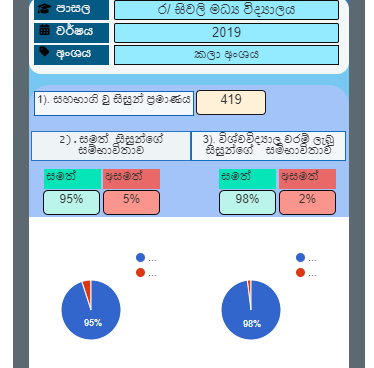 පාසල ර/ සිවලි මධ්‍ය විද්‍යාලය
වර්ෂය 2019
අංශය කලා අංශය
1). සහභාගි වූ සිසුන් ප්‍රමාණය 419
2) . සමත් සිසුන්ගේ
සම්භාවිතාව
3). විශ්වවිද්‍යාල වරම් ලැබූ
සිසුන්ගේ සම්භාවිතාව
සමත් අසමත් සමත් අසමත්
95% 5% 98% 2%
...
...
95%
...
...
98%